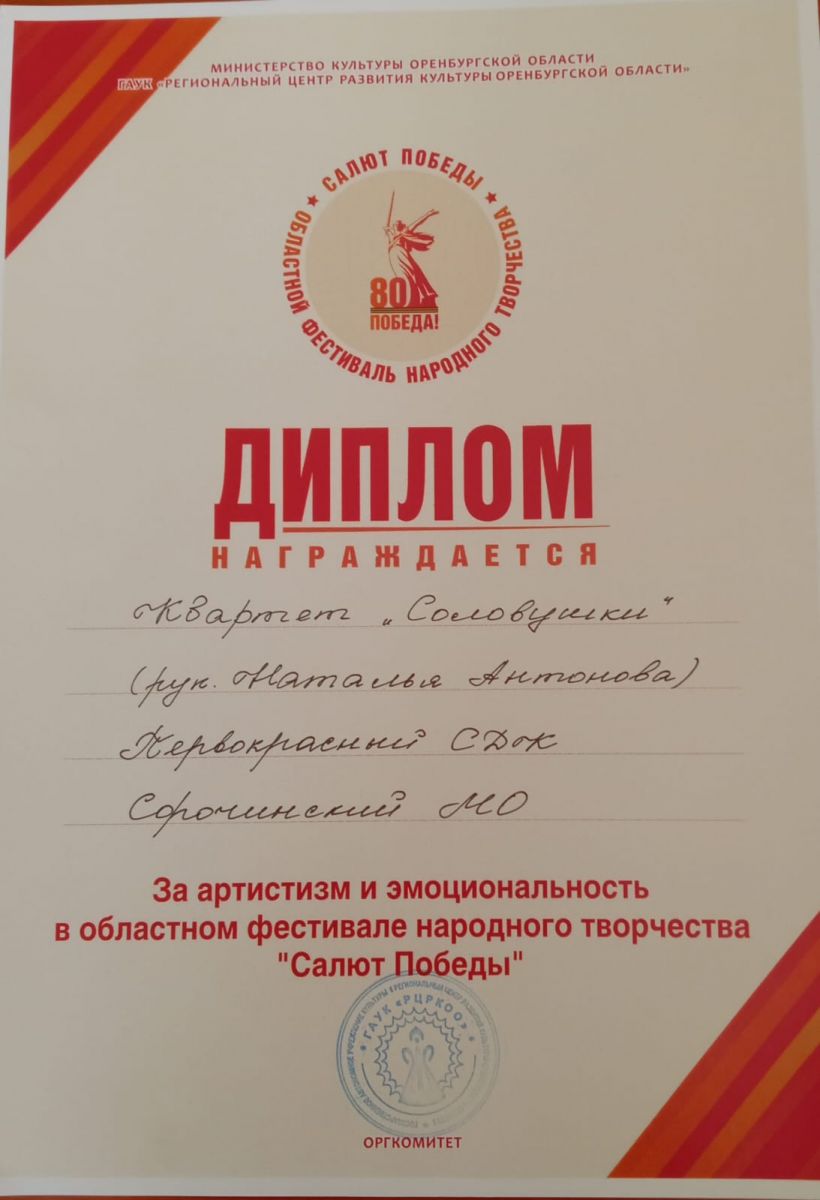 МИНИСТЕРСТВО КУЛЬТУРЫ ОРЕНБУРГСКОЙ ОБЛАСТИ
ГАУК «РЕГИОНАЛЬНЫЙ ЦЕНТР РАЗВИТИЯ КУЛЬТУРЫ ОРЕНБУРГСКОЙ ОБЛАСТИ»
САЛЮТ ПОБЕДЫ
ОБЛАСТНОЙ ФЕСТИВАЛЬ НАРОДНОГО ТВОРЧЕСТВА
80
ПОБЕДА!
ДИПЛОМ
НАГРАЖДАЕТСЯ
Квартет „Соловушки"
(рук. Наталья Антонова)
Первокрасный СДК
Сорочинский МО
За артистизм и эмоциональность
в областном фестивале народного творчества
"Салют Победы"
ГАУК «РЦРКОО»
ОРГКОМИТЕТ